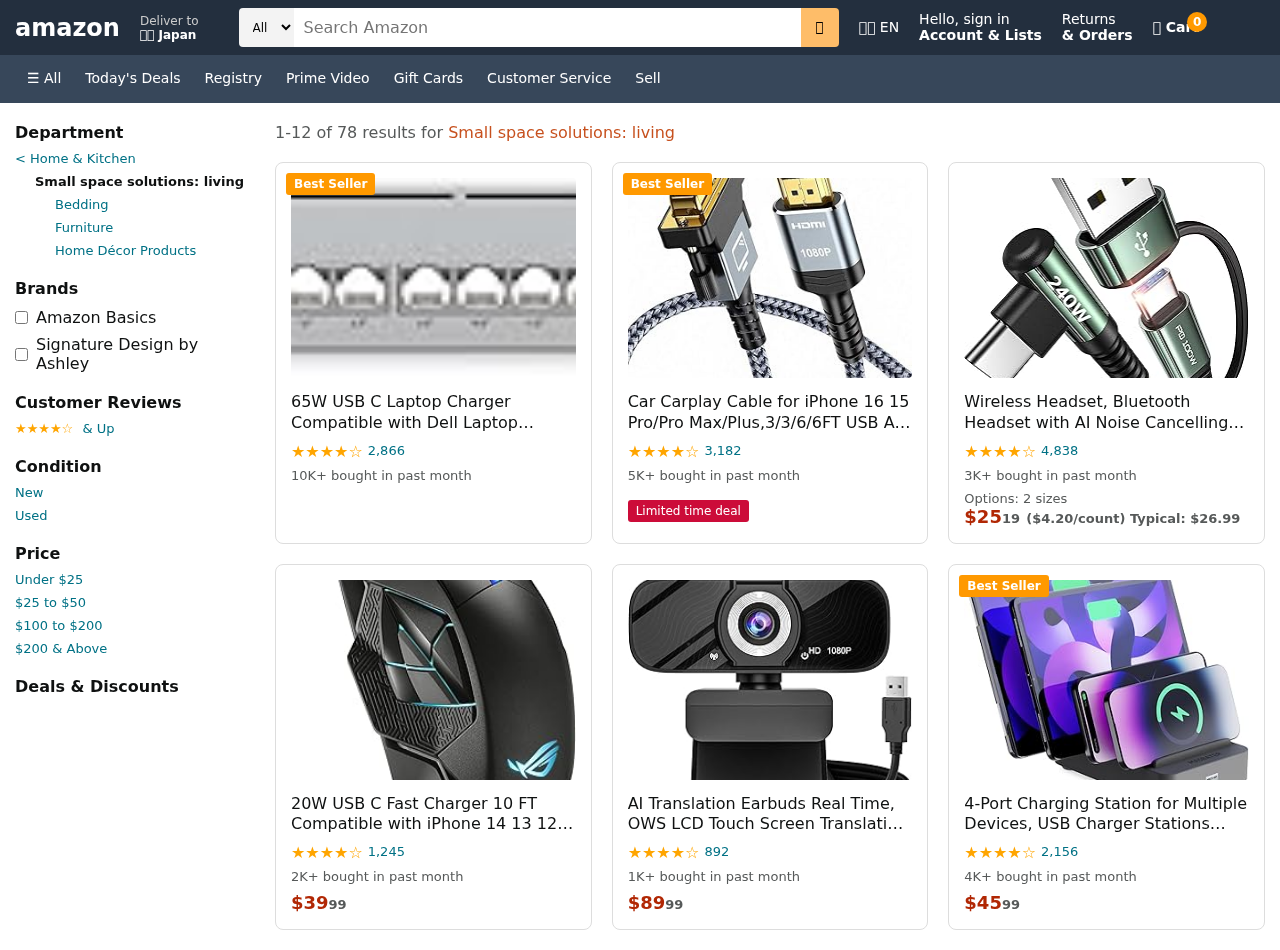 amazon
Deliver to
Japan
All
Search Amazon
EN
Hello, sign in
Account & Lists
Returns
& Orders
0
☰ All
Today's Deals
Registry
Prime Video
Gift Cards
Customer Service
Sell
Department
< Home & Kitchen
Small space solutions: living
Bedding
Furniture
Home Décor Products
Brands
Amazon Basics
Signature Design by
Ashley
Customer Reviews
★★★★☆ & Up
Condition
New
Used
Price
Under $25
$25 to $50
$100 to $200
$200 & Above
Deals & Discounts
1-12 of 78 results for Small space solutions: living
Best Seller
65W USB C Laptop Charger
Compatible with Dell Laptop…
★★★★☆ 2,866
10K+ bought in past month
Best Seller
HDMI
1080P
Car Carplay Cable for iPhone 16 15
Pro/Pro Max/Plus,3/3/6/6FT USB A…
★★★★☆ 3,182
5K+ bought in past month
Limited time deal
240W
PD 100W
Wireless Headset, Bluetooth
Headset with AI Noise Cancelling…
★★★★☆ 4,838
3K+ bought in past month
Options: 2 sizes
$2519 ($4.20/count) Typical: $26.99
20W USB C Fast Charger 10 FT
Compatible with iPhone 14 13 12…
★★★★☆ 1,245
2K+ bought in past month
$3999
HD 1080P
AI Translation Earbuds Real Time,
OWS LCD Touch Screen Translati…
★★★★☆ 892
1K+ bought in past month
$8999
Best Seller
4-Port Charging Station for Multiple
Devices, USB Charger Stations…
★★★★☆ 2,156
4K+ bought in past month
$4599